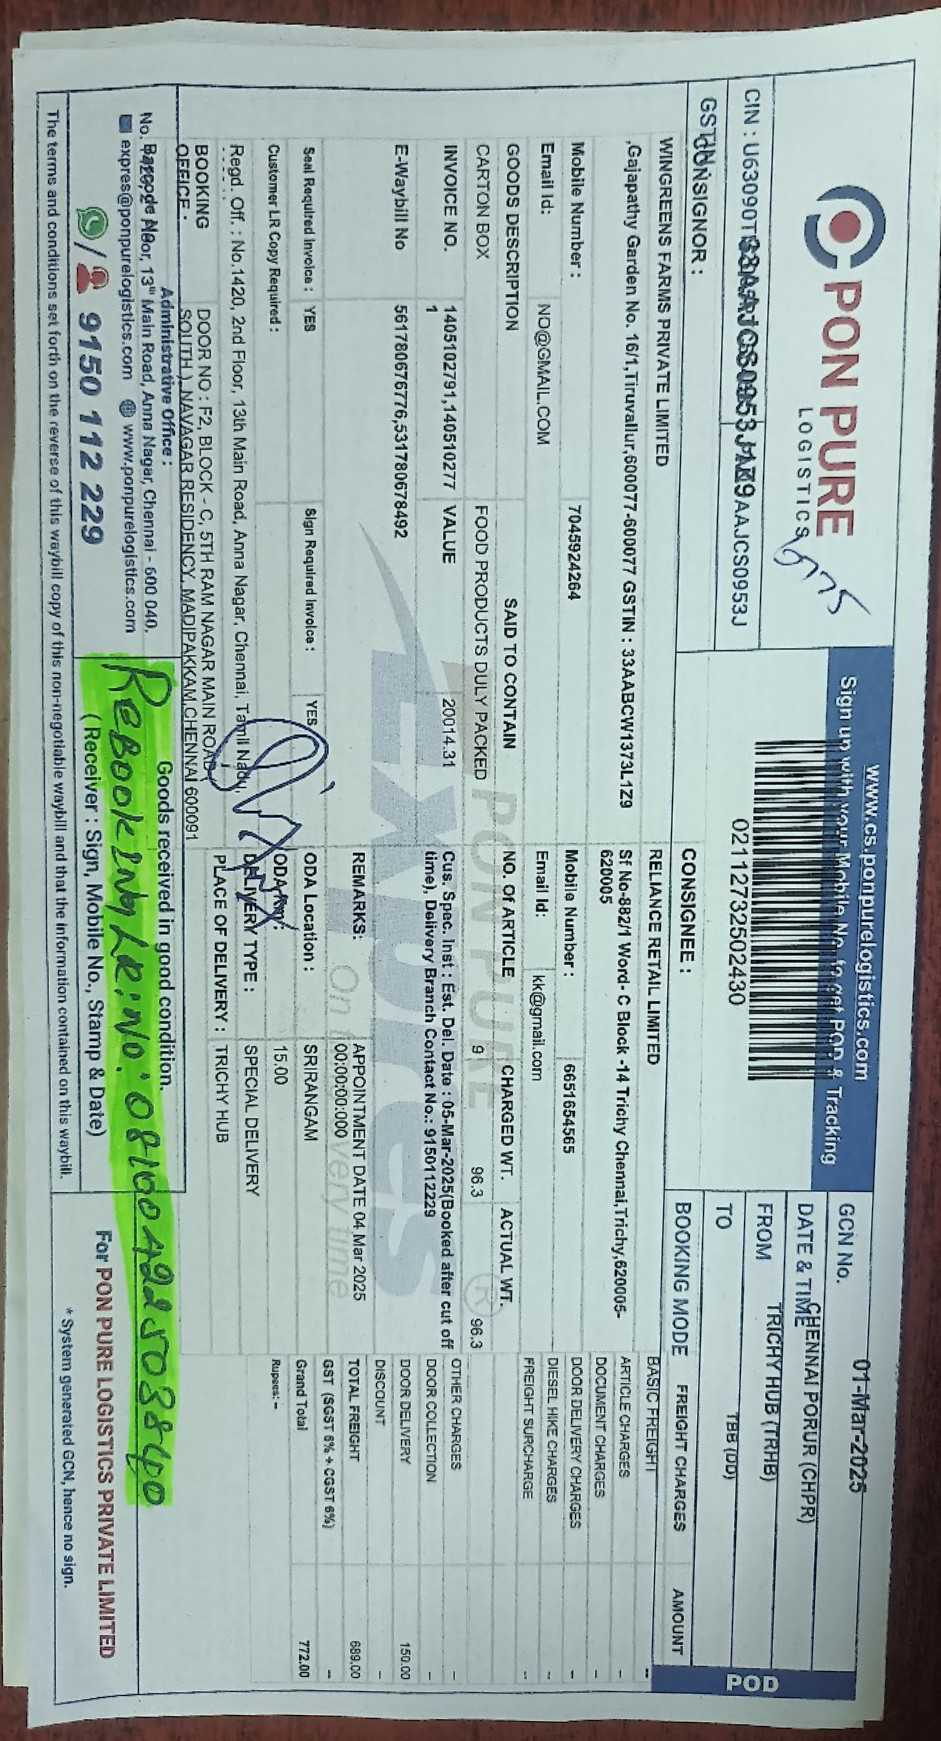 PON PURE
LOGISTICS
5775
www.cs.ponpurelogistics.com
Sign up with your Mobile No. to get POD & Tracking
02112732502430
CIN : U63090T
GSTIN
GCN No.
01-Mar-2025
DATE & TIME
CHENNAI PORUR (CHPR)
FROM
TRICHY HUB (TRHB)
TO
TBB (DD)
POD
CONSIGNOR :
WINGREENS FARMS PRIVATE LIMITED
,Gajapathy Garden No. 16/1,Tiruvallur,600077-600077 GSTIN : 33AABCW1373L1Z9
Mobile Number : 7045924264
Email Id: NO@GMAIL.COM
CONSIGNEE :
RELIANCE RETAIL LIMITED
Sf No-882/1 Word- C Block -14 Trichy Chennai,Trichy,620005-
620005
Mobile Number : 6651654565
Email Id: kk@gmail.com
GOODS DESCRIPTION SAID TO CONTAIN NO. OF ARTICLE CHARGED WT. ACTUAL WT.
CARTON BOX FOOD PRODUCTS DULY PACKED 9 96.3 96.3
INVOICE NO. 1405102791,140510277
1
VALUE 20014.31
E-Waybill No 561780676776,531780678492
Cus. Spec. Inst : Est. Del. Date : 05-Mar-2025(Booked after cut off
time), Delivery Branch Contact No.: 9150112229
REMARKS: APPOINTMENT DATE 04 Mar 2025
00:00:00:000
Seal Required Invoice : YES Sign Required Invoice : YES
ODA Location : SRIRANGAM
Customer LR Copy Required :
15.00
Regd . Off. : No.1420, 2nd Floor, 13th Main Road, Anna Nagar, Chennai, Tamil Nadu,
DELIVERY TYPE : SPECIAL DELIVERY
BOOKING
OFFICE :
DOOR NO : F2, BLOCK - C, 5TH RAM NAGAR MAIN ROAD
SOUTH ), NAVAGAR RESIDENCY, MADIPAKKAM,CHENNAI 600091
PLACE OF DELIVERY : TRICHY HUB
BOOKING MODE FREIGHT CHARGES AMOUNT
BASIC FREIGHT --
ARTICLE CHARGES --
DOCUMENT CHARGES --
DOOR DELIVERY CHARGES --
DIESEL HIKE CHARGES --
FREIGHT SURCHARGE --
OTHER CHARGES --
DOOR COLLECTION --
DOOR DELIVERY 150.00
DISCOUNT --
TOTAL FREIGHT 689.00
GST (SGST 6% + CGST 6%) --
Grand Total 772.00
Rupees: -
PON PURE
Expures
On every time
Administrative Office :
Floor, 13th Main Road, Anna Nagar, Chennai - 600 040.
expres@ponpurelogistics.com www.ponpurelogistics.com
/ 9150 112 229
Goods received in good condition.
REBOOKING LR:NO: 08100422503840
( Receiver : Sign, Mobile No., Stamp & Date)
For PON PURE LOGISTICS PRIVATE LIMITED
The terms and conditions set forth on the reverse of this waybill copy of this non-negotiable waybill and that the information contained on this waybill.
* System generated GCN, hence no sign.